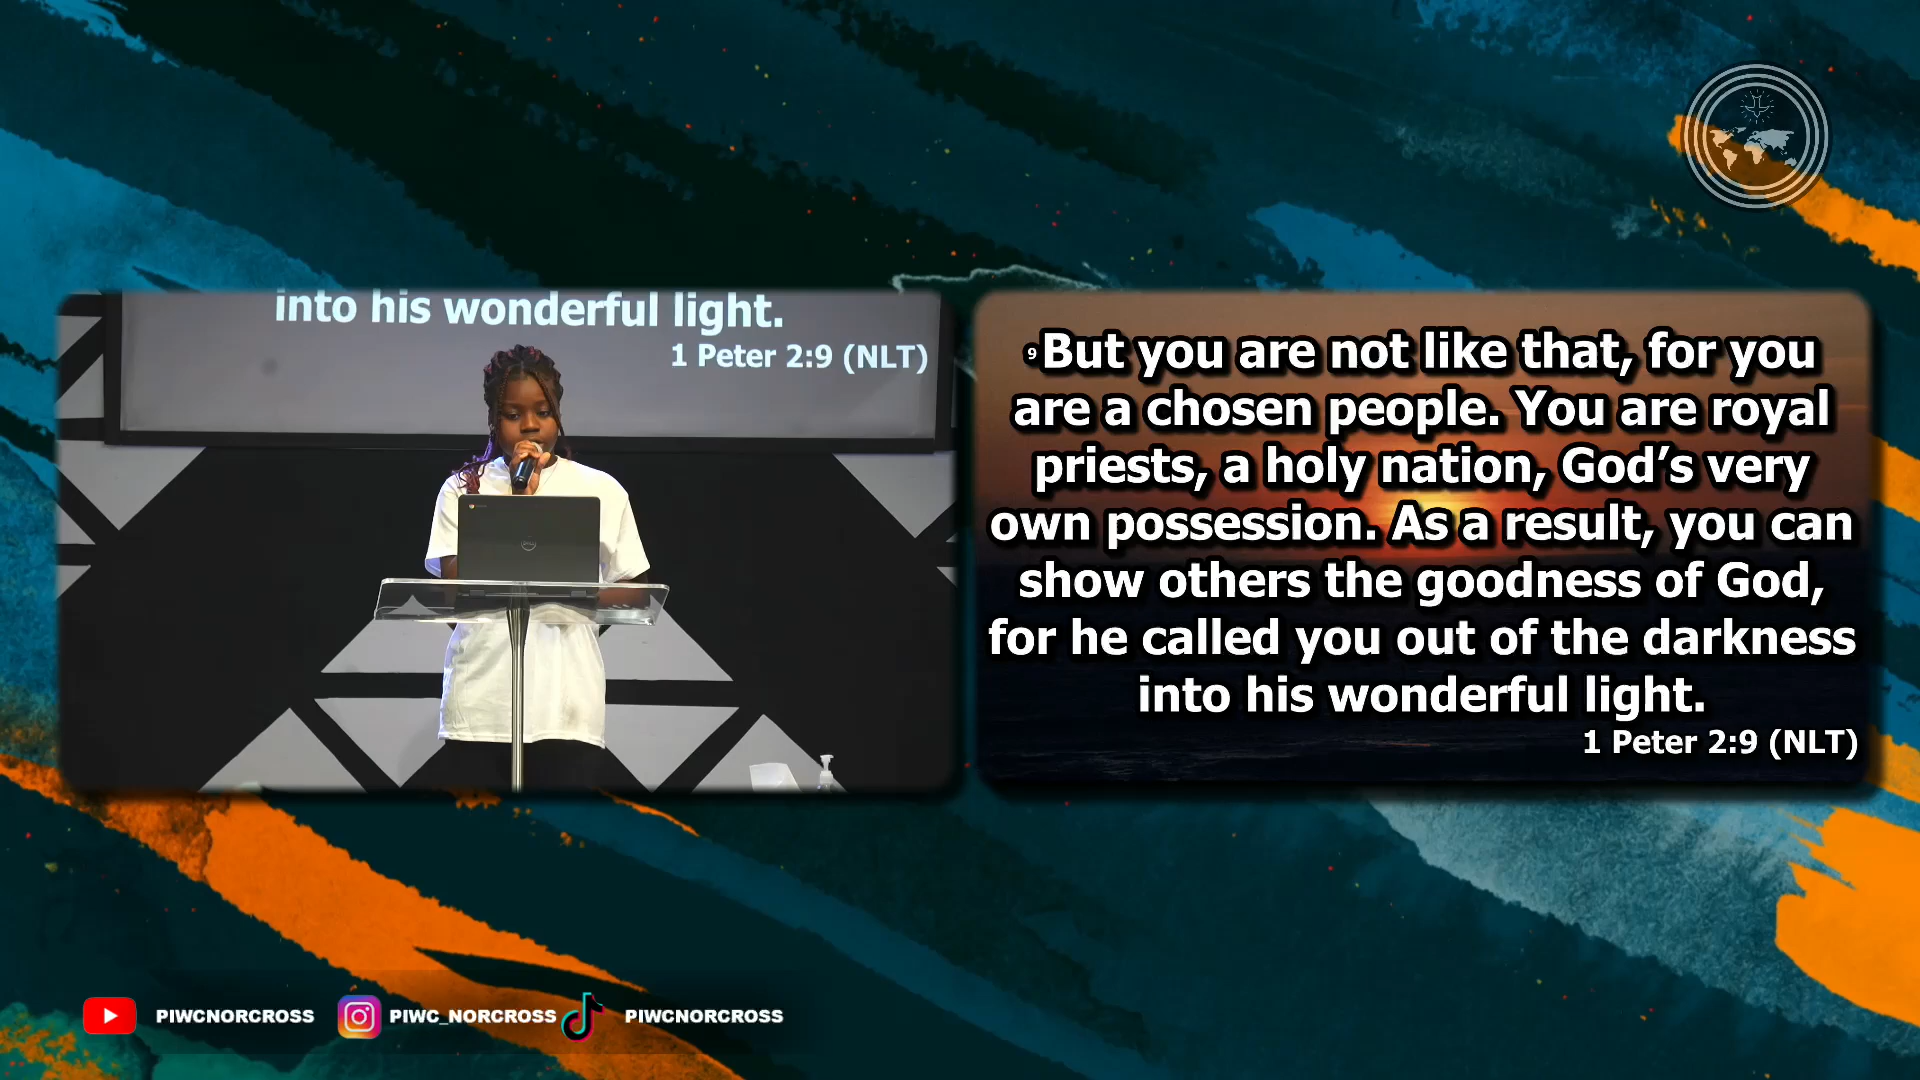 into his wonderful light.
1 Peter 2:9 (NLT)
DELL
9 But you are not like that, for you
are a chosen people. You are royal
priests, a holy nation, God’s very
own possession. As a result, you can
show others the goodness of God,
for he called you out of the darkness
into his wonderful light.
1 Peter 2:9 (NLT)
PIWCNORCROSS
PIWC_NORCROSS
PIWCNORCROSS